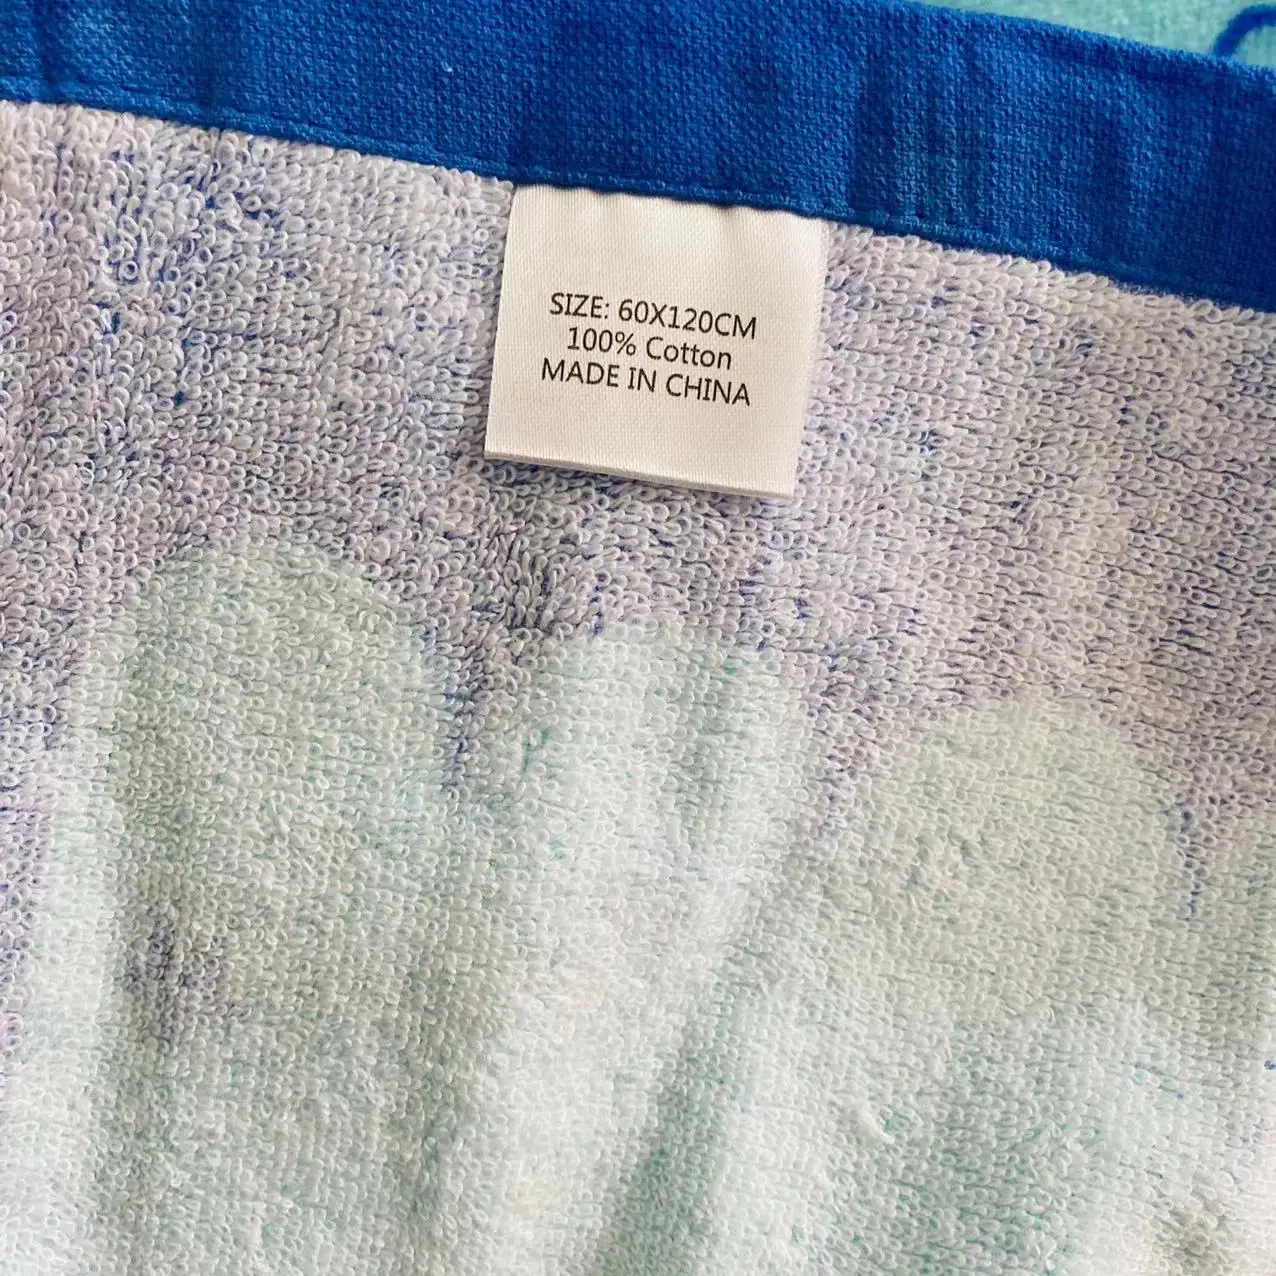 SIZE: 60X120CM
100% Cotton
MADE IN CHINA